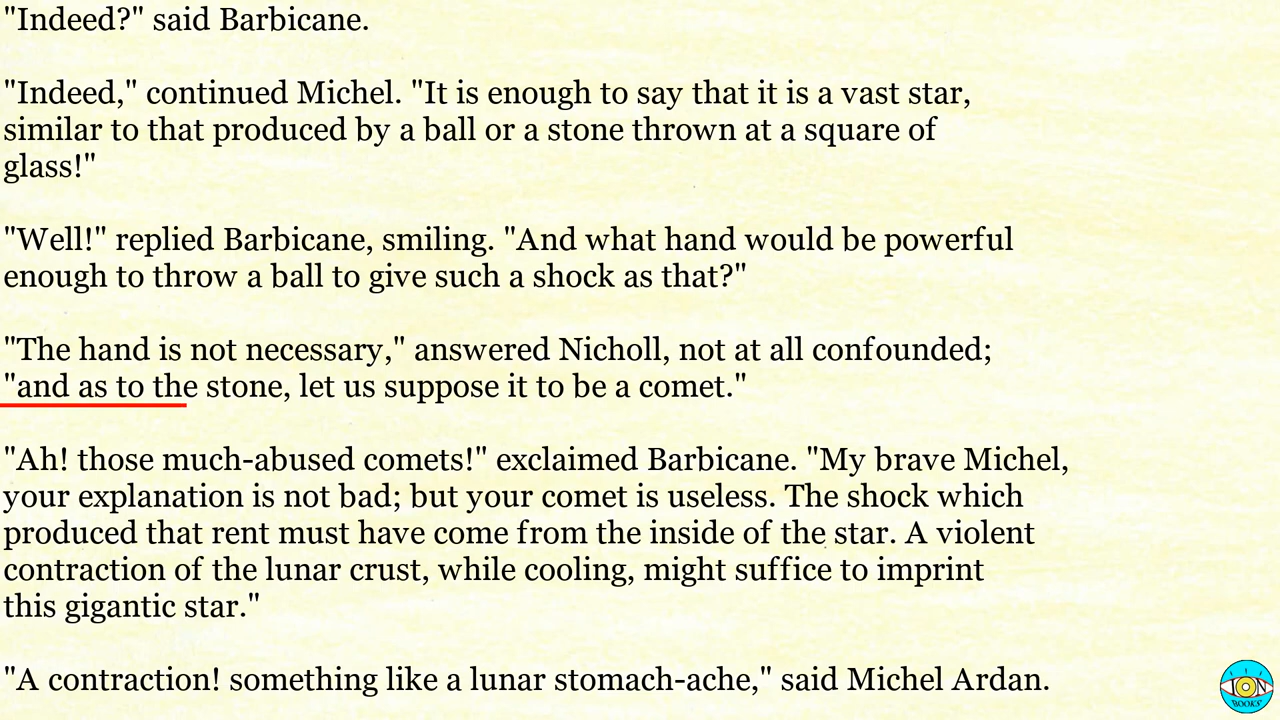 "Indeed?" said Barbicane.
"Indeed," continued Michel. "It is enough to say that it is a vast star,
similar to that produced by a ball or a stone thrown at a square of
glass!"
"Well!" replied Barbicane, smiling. "And what hand would be powerful
enough to throw a ball to give such a shock as that?"
"The hand is not necessary," answered Nicholl, not at all confounded;
"and as to the stone, let us suppose it to be a comet."
"Ah! those much-abused comets!" exclaimed Barbicane. "My brave Michel,
your explanation is not bad; but your comet is useless. The shock which
produced that rent must have come from the inside of the star. A violent
contraction of the lunar crust, while cooling, might suffice to imprint
this gigantic star."
"A contraction! something like a lunar stomach-ache," said Michel Ardan.
ION
BOOKS